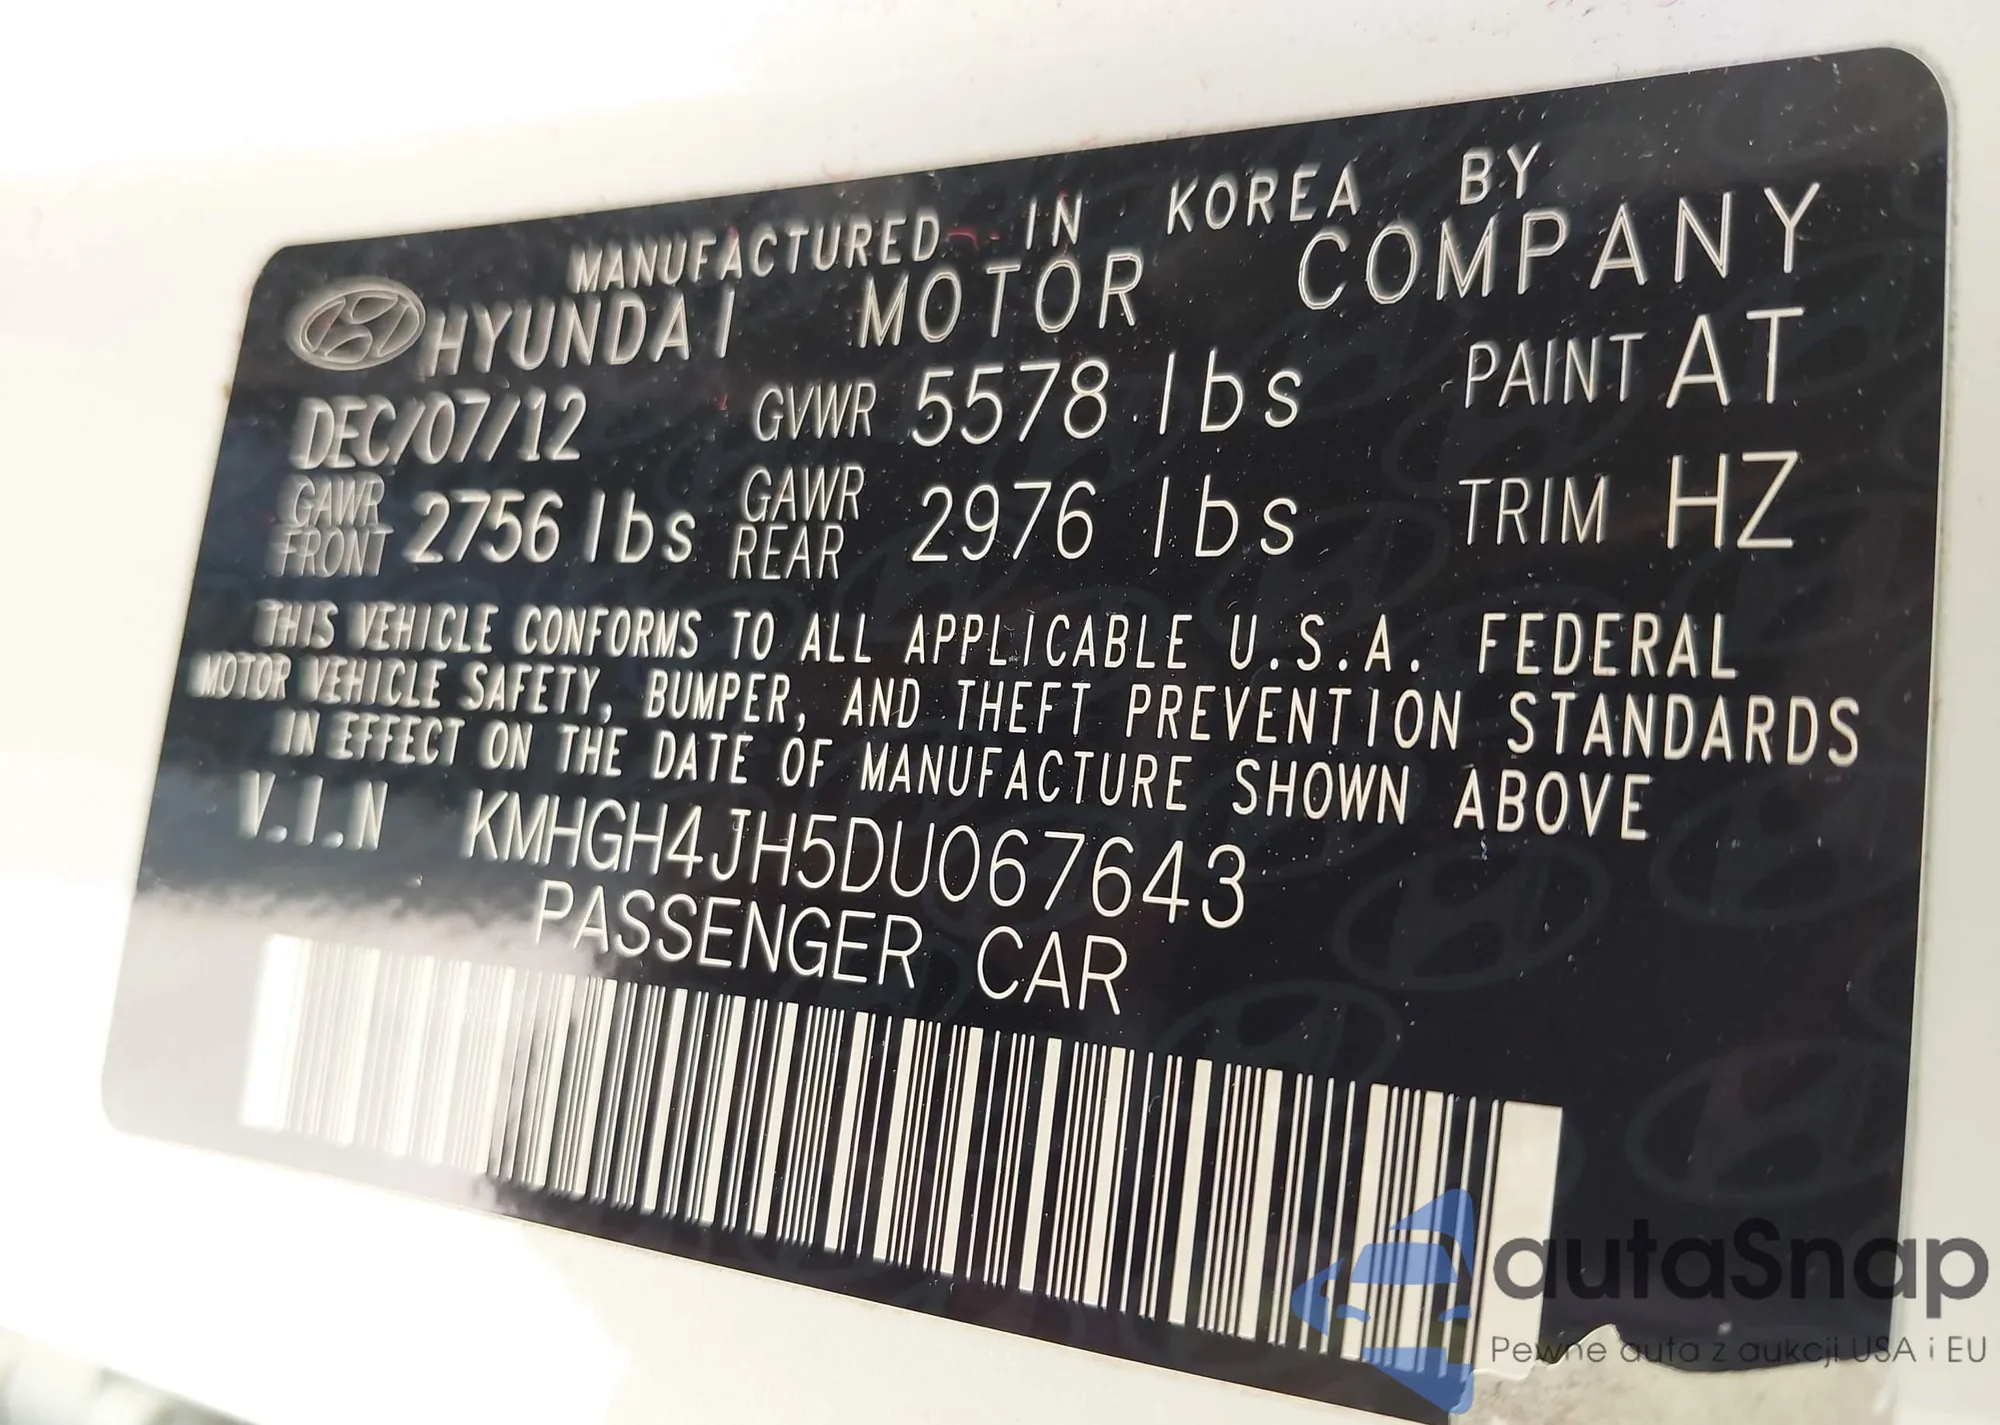 MANUFACTURED IN KOREA BY
HYUNDAI MOTOR COMPANY
DEC/07/12 GVWR 5578 lbs PAINT AT
GAWR FRONT 2756 lbs GAWR REAR 2976 lbs TRIM HZ
THIS VEHICLE CONFORMS TO ALL APPLICABLE U.S.A. FEDERAL
MOTOR VEHICLE SAFETY, BUMPER, AND THEFT PREVENTION STANDARDS
IN EFFECT ON THE DATE OF MANUFACTURE SHOWN ABOVE
V.I.N KMHGH4JH5DU067643
PASSENGER CAR
autaSnap
Pewne auta z aukcji USA i EU